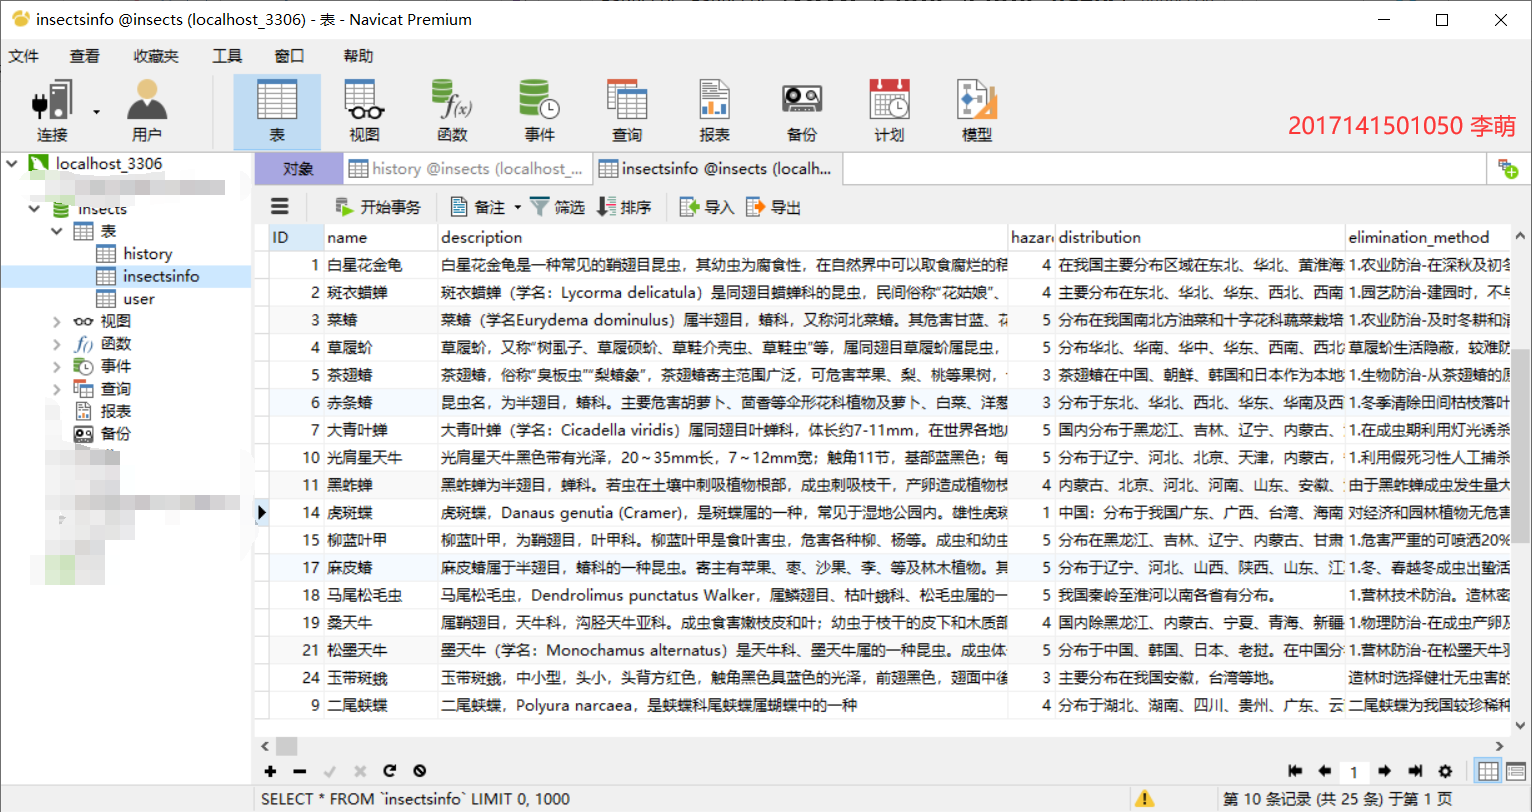 insectsinfo @insects (localhost_3306) - 表 - Navicat Premium
文件 查看 收藏夹 工具 窗口 帮助
连接 用户 表 视图 函数 事件 查询 报表 备份 计划 模型
2017141501050 李萌
localhost_3306
insects
表
history
insectsinfo
user
视图
函数
事件
查询
报表
备份
对象 history @insects (localhost_... insectsinfo @insects (localh...
开始事务 备注 筛选 排序 导入 导出
ID name description hazard distribution elimination_method
1 白星花金龟 白星花金龟是一种常见的鞘翅目昆虫，其幼虫为腐食性，在自然界中可以取食腐烂的秸 4 在我国主要分布区域在东北、华北、黄淮海 1.农业防治-在深秋及初冬
2 斑衣蜡蝉 斑衣蜡蝉（学名：Lycorma delicatula）是同翅目蜡蝉科的昆虫，民间俗称“花姑娘”、 4 主要分布在东北、华北、华东、西北、西南 1.园艺防治-建园时，不与
3 菜蝽 菜蝽（学名Eurydema dominulus）属半翅目，蝽科，又称河北菜蝽。其危害甘蓝、花 5 分布在我国南北方油菜和十字花科蔬菜栽培 1.农业防治-及时冬耕和清
4 草履蚧 草履蚧，又称“树虱子、草履硕蚧、草鞋介壳虫、草鞋虫”等，属同翅目草履蚧属昆虫， 5 分布华北、华南、华中、华东、西南、西北 草履蚧生活隐蔽，较难防
5 茶翅蝽 茶翅蝽，俗称“臭板虫”“梨蝽象”，茶翅蝽寄主范围广泛，可危害苹果、梨、桃等果树， 3 茶翅蝽在中国、朝鲜、韩国和日本作为本地 1.生物防治-从茶翅蝽的原
6 赤条蝽 昆虫名，为半翅目，蝽科。主要危害胡萝卜、茴香等伞形花科植物及萝卜、白菜、洋葱 3 分布于东北、华北、西北、华东、华南及西 1.冬季清除田间枯枝落叶
7 大青叶蝉 大青叶蝉（学名：Cicadella viridis）属同翅目叶蝉科，体长约7-11mm，在世界各地 5 国内分布于黑龙江、吉林、辽宁、内蒙古、 1.在成虫期利用灯光诱杀
10 光肩星天牛 光肩星天牛黑色带有光泽，20～35mm长，7～12mm宽；触角11节，基部蓝黑色；每 5 分布于辽宁、河北、北京、天津，内蒙古， 1.利用假死习性人工捕杀
11 黑蚱蝉 黑蚱蝉为半翅目，蝉科。若虫在土壤中刺吸植物根部，成虫刺吸枝干，产卵造成植物枝 4 内蒙古、北京、河北、河南、山东、安徽、 由于黑蚱蝉成虫发生量大
14 虎斑蝶 虎斑蝶，Danaus genutia (Cramer)，是斑蝶属的一种，常见于湿地公园内。雄性虎斑 1 中国：分布于我国广东、广西、台湾、海南 对经济和园林植物无危害
15 柳蓝叶甲 柳蓝叶甲，为鞘翅目，叶甲科。柳蓝叶甲是食叶害虫，危害各种柳、杨等。成虫和幼虫 5 分布在黑龙江、吉林、辽宁、内蒙古、甘肃 1.危害严重的可喷洒20%
17 麻皮蝽 麻皮蝽属于半翅目，蝽科的一种昆虫。寄主有苹果、枣、沙果、李、等及林木植物。其 5 分布于辽宁、河北、山西、陕西、山东、江 1.冬、春越冬成虫出蛰活
18 马尾松毛虫 马尾松毛虫，Dendrolimus punctatus Walker，属鳞翅目、枯叶蛾科、松毛虫属的一 5 我国秦岭至淮河以南各省有分布。 1.营林技术防治。造林密
19 桑天牛 属鞘翅目，天牛科，沟胫天牛亚科。成虫食害嫩枝皮和叶；幼虫于枝干的皮下和木质部 4 国内除黑龙江、内蒙古、宁夏、青海、新疆 1.物理防治-在成虫产卵及
21 松墨天牛 墨天牛（学名：Monochamus alternatus）是天牛科、墨天牛属的一种昆虫。成虫体 5 分布于中国、韩国、日本、老挝。在中国分 1.营林防治-在松墨天牛羽
24 玉带斑蛾 玉带斑蛾，中小型，头小，头背方红色，触角黑色具蓝色的光泽，前翅黑色，翅面中後 3 主要分布在我国安徽，台湾等地。 造林时选择健壮无虫害的
9 二尾蛱蝶 二尾蛱蝶，Polyura narcaea，是蛱蝶科尾蛱蝶属蝴蝶中的一种 4 分布于湖北、湖南、四川、贵州、广东、云 二尾蛱蝶为我国较珍稀种
1
SELECT * FROM `insectsinfo` LIMIT 0, 1000 第 10 条记录 (共 25 条) 于第 1 页